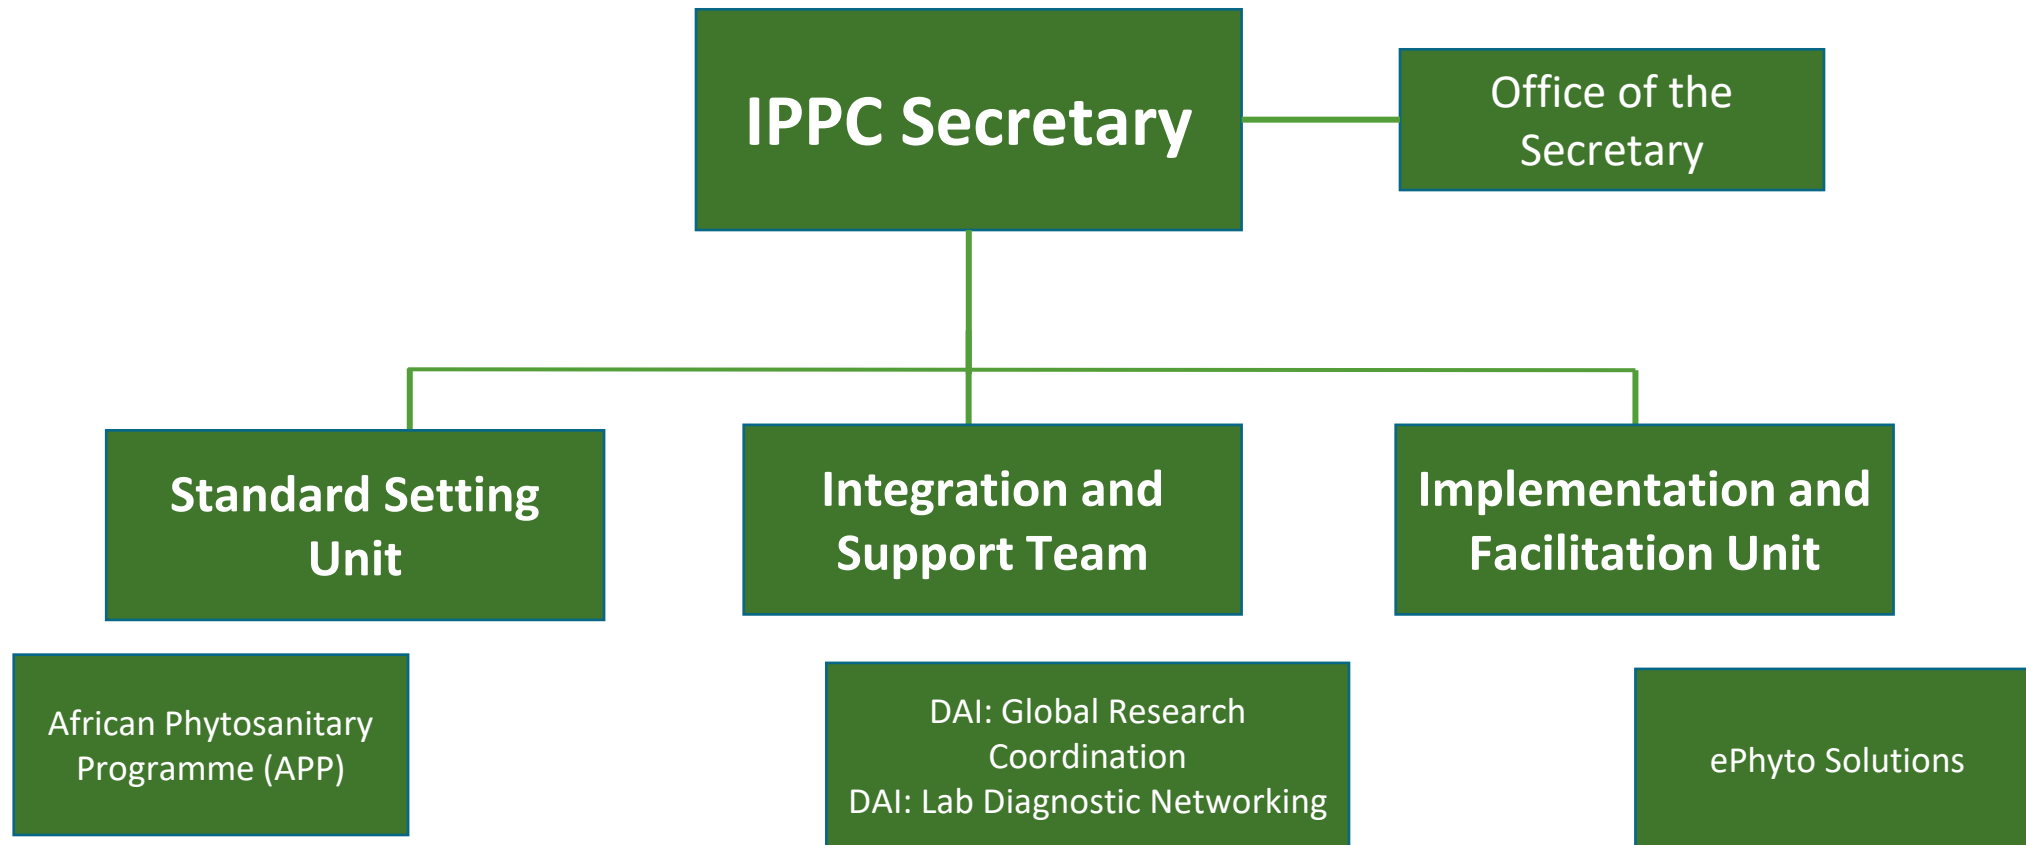 IPPC Secretary
Office of the
Secretary
Standard Setting
Unit
Integration and
Support Team
Implementation and
Facilitation Unit
African Phytosanitary
Programme (APP)
DAI: Global Research
Coordination
DAI: Lab Diagnostic Networking
ePhyto Solutions